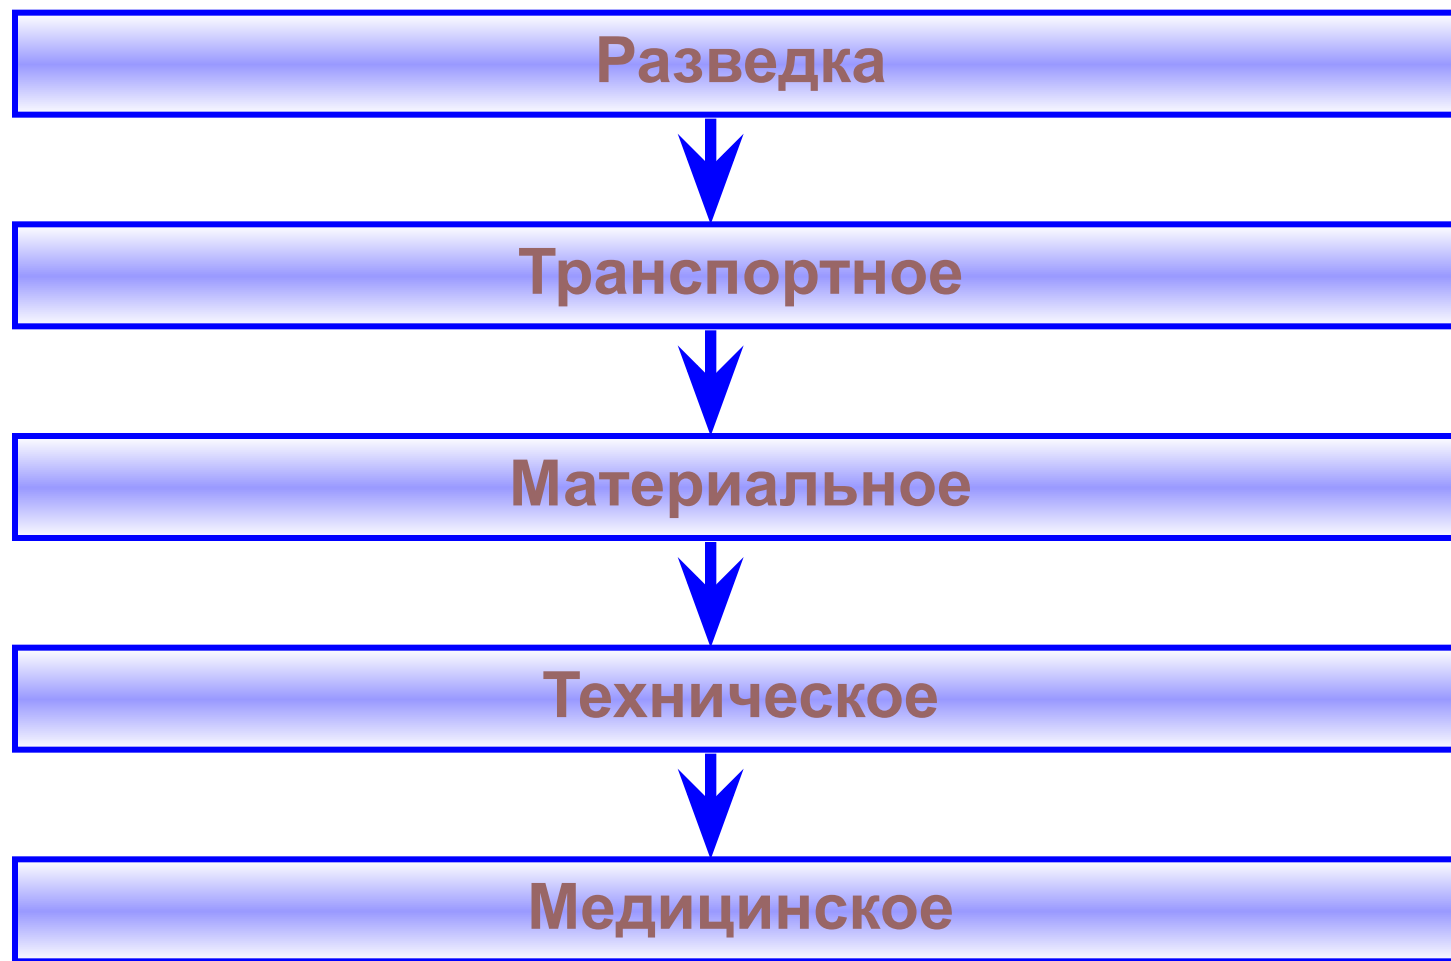 Разведка
Транспортное
Материальное
Техническое
Медицинское